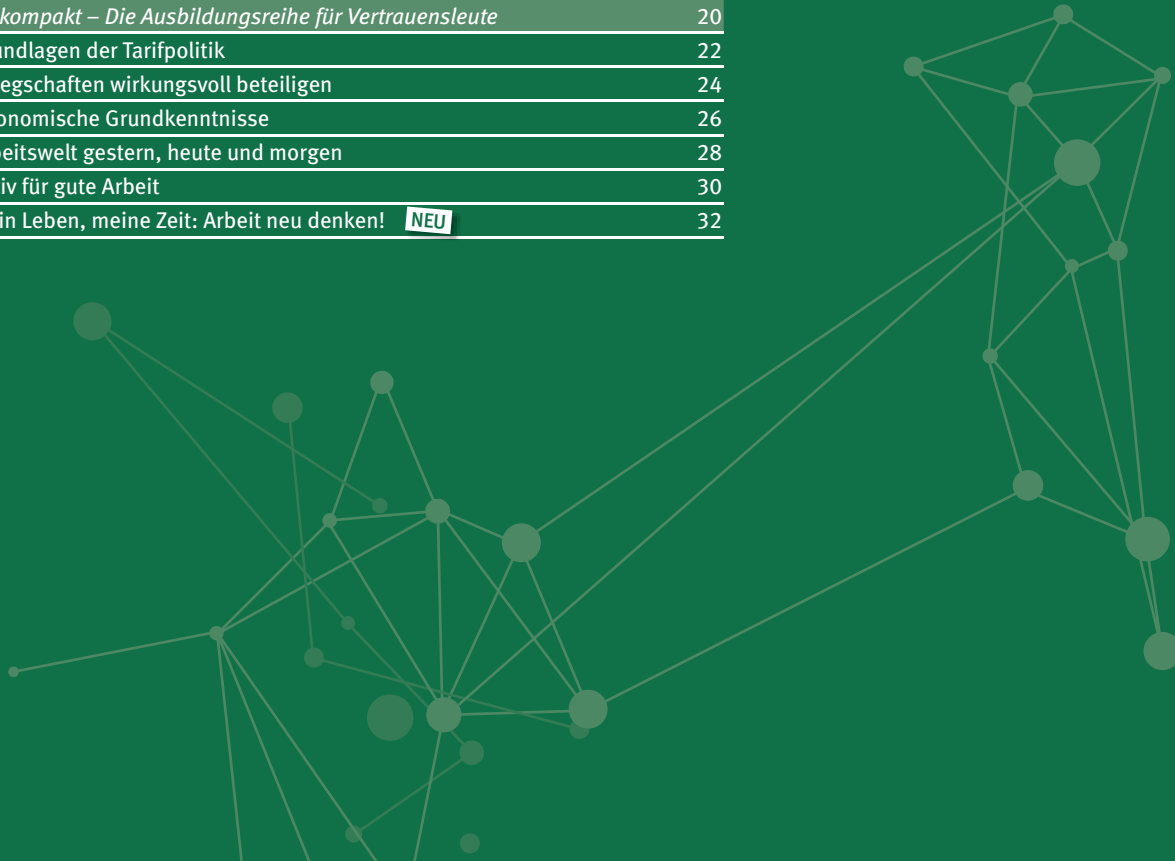 kompakt – Die Ausbildungsreihe für Vertrauensleute 20
ndlagen der Tarifpolitik 22
egschaften wirkungsvoll beteiligen 24
onomische Grundkenntnisse 26
beitswelt gestern, heute und morgen 28
iv für gute Arbeit 30
in Leben, meine Zeit: Arbeit neu denken! NEU 32